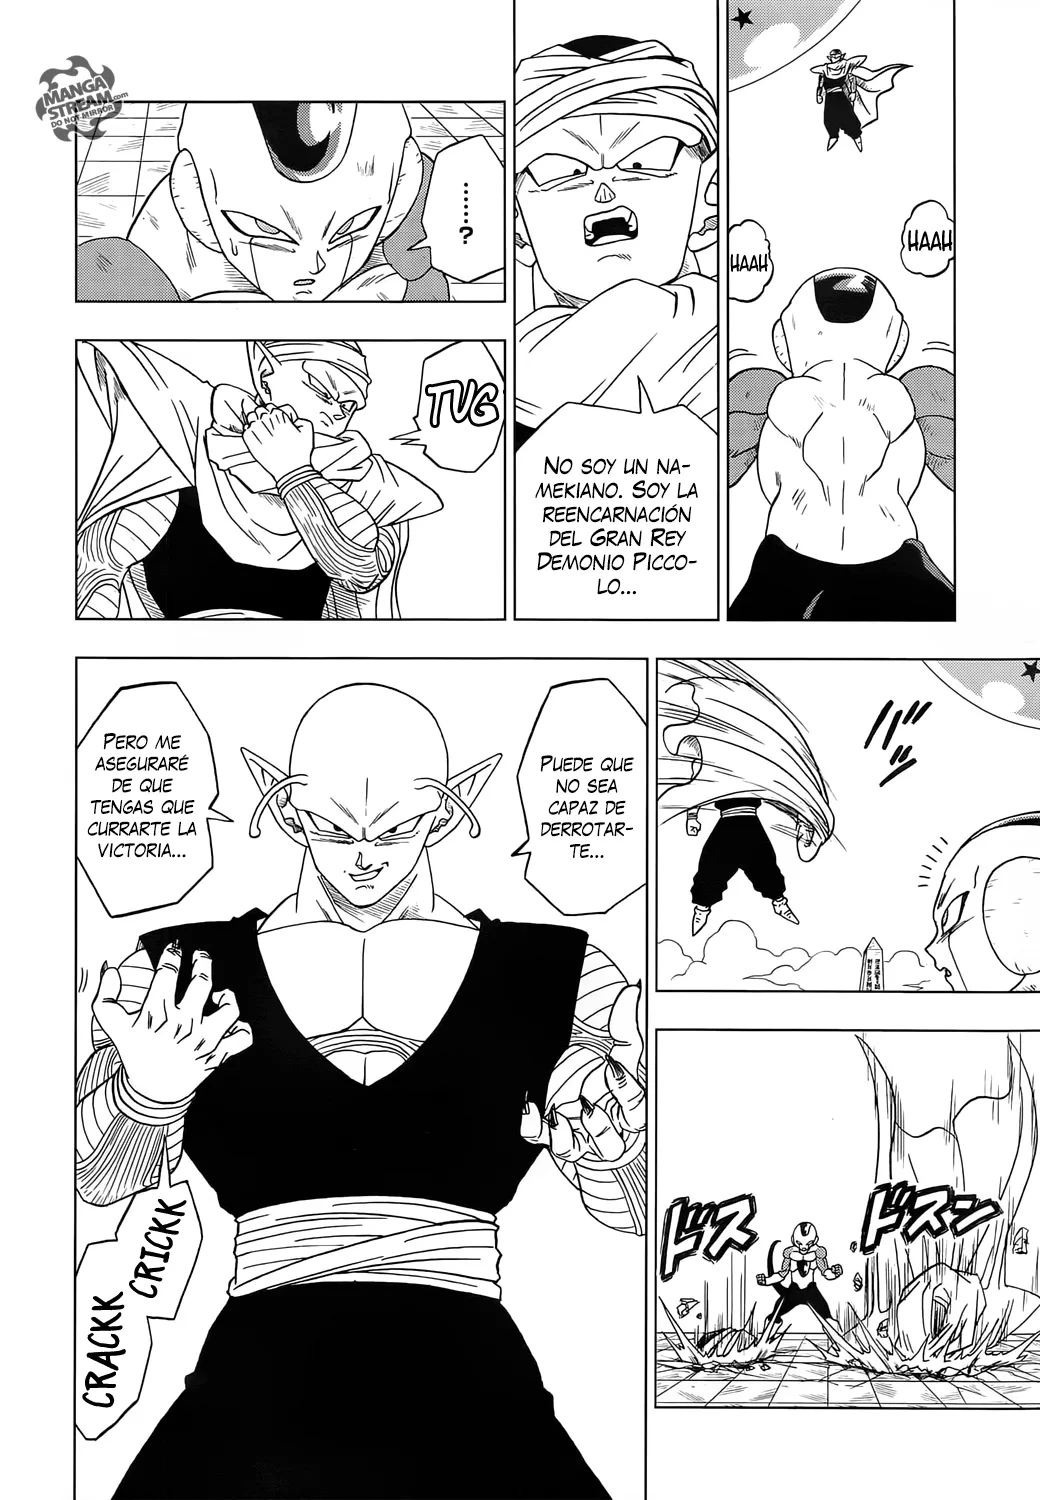 MANGA
STREAM.com
DO NOT MIRROR
HAAH
HAAH
NO SOY UN NA-
MEKIANO. SOY LA
REENCARNACIÓN
DEL GRAN REY
DEMONIO PICCO-
LO...
......?
TUG
ドスン
ドス
PUEDE QUE
NO SEA
CAPAZ DE
DERROTAR-
TE...
PERO ME
ASEGURARÉ
DE QUE
TENGAS QUE
CURRARTE LA
VICTORIA...
CRICKK
CRACKK